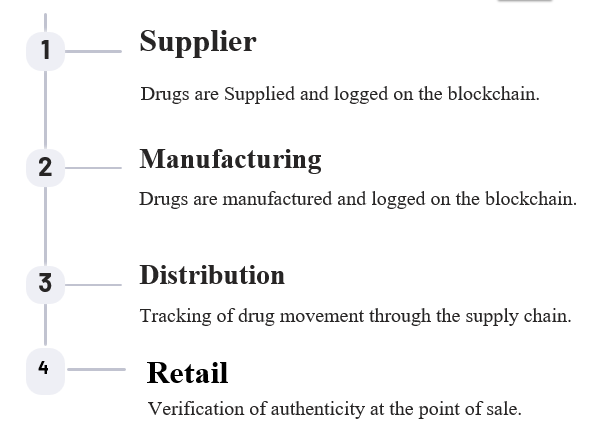 1
Supplier
Drugs are Supplied and logged on the blockchain.
2
Manufacturing
Drugs are manufactured and logged on the blockchain.
3
Distribution
Tracking of drug movement through the supply chain.
4
Retail
Verification of authenticity at the point of sale.